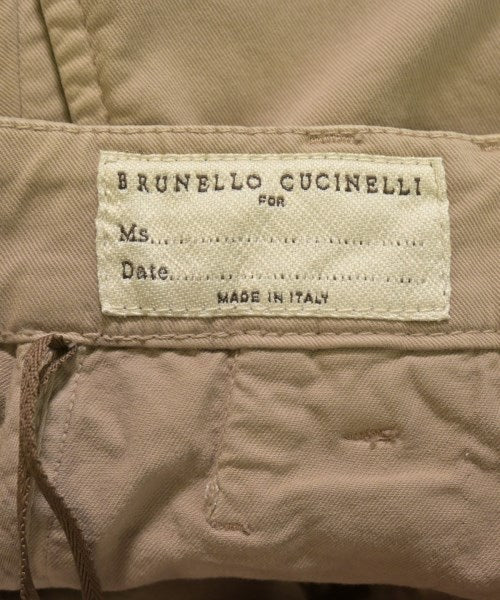 BRUNELLO CUCINELLI
FOR
Ms....................................
Date....................................
MADE IN ITALY